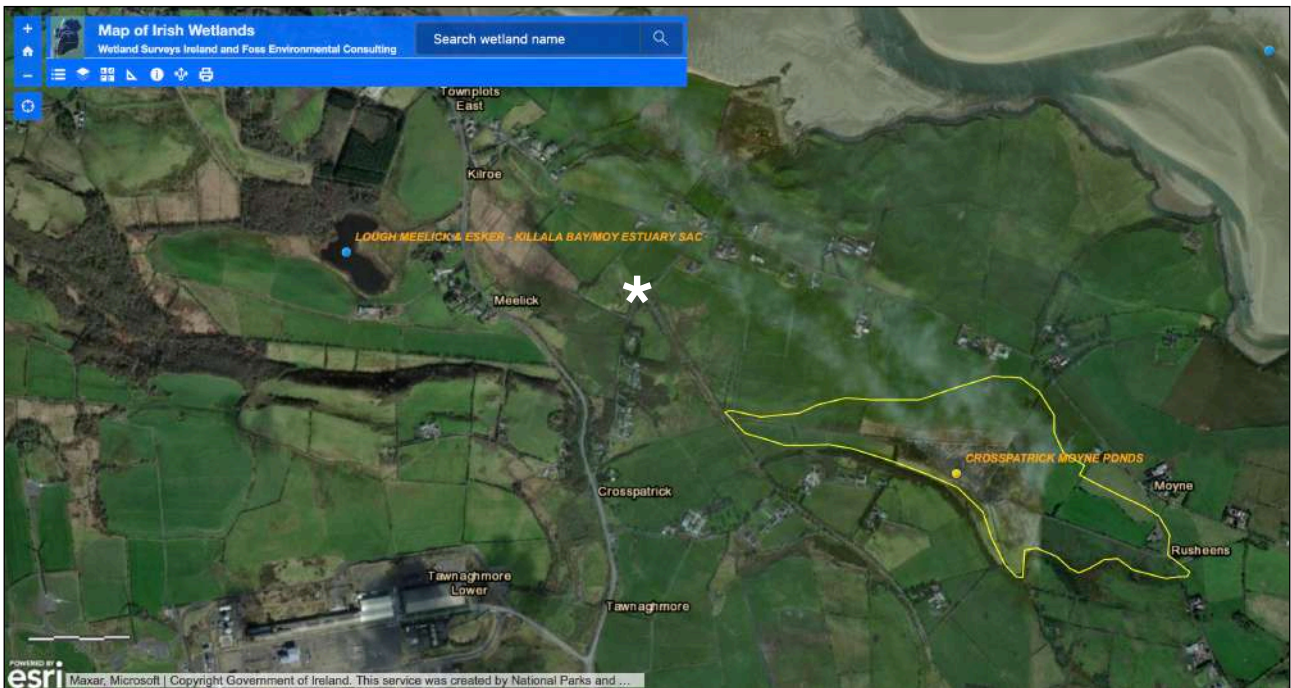 Map of Irish Wetlands
Wetland Surveys Ireland and Foss Environmental Consulting
Search wetland name
Townplots
East
Kilroe
LOUGH MEELICK & ESKER - KILLALA BAY/MOY ESTUARY SAC
Meelick
*
CROSSPATRICK MOYNE PONDS
Moyne
Crosspatrick
Rusheens
Tawnaghmore
Lower
Tawnaghmore
POWERED BY
esri
Maxar, Microsoft | Copyright Government of Ireland. This service was created by National Parks and ...